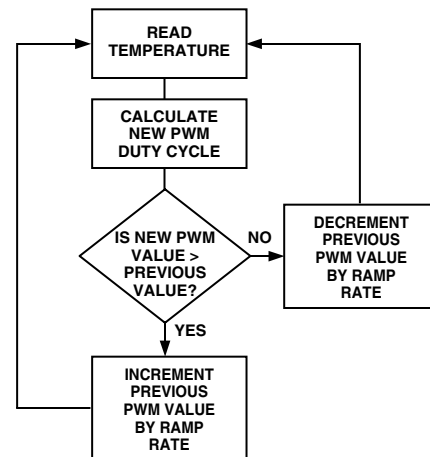 READ
TEMPERATURE
CALCULATE
NEW PWM
DUTY CYCLE
IS NEW PWM
VALUE >
PREVIOUS
VALUE?
NO
DECREMENT
PREVIOUS
PWM VALUE
BY RAMP
RATE
YES
INCREMENT
PREVIOUS
PWM VALUE
BY RAMP
RATE